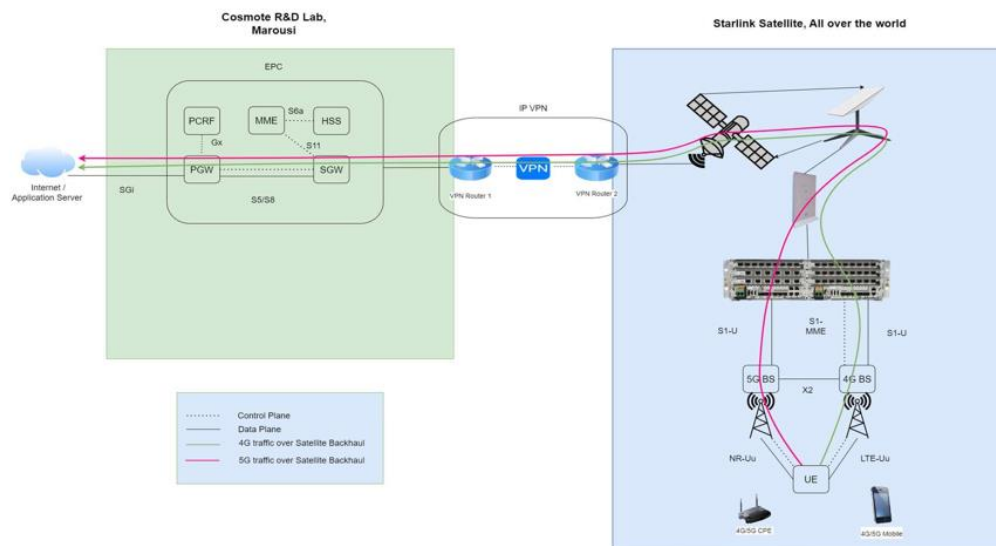 Cosmote R&D Lab,
Marousi
Starlink Satellite, All over the world
EPC
IP VPN
PCRF
MME
S6a
HSS
Gx
S11
PGW
SGW
S5/S8
SGi
Internet /
Application Server
VPN Router 1
VPN
VPN Router 2
S1-U
S1-
MME
S1-U
5G BS
X2
4G BS
NR-Uu
LTE-Uu
UE
4G/5G CPE
4G/5G Mobile
Control Plane
Data Plane
4G traffic over Satellite Backhaul
5G traffic over Satellite Backhaul